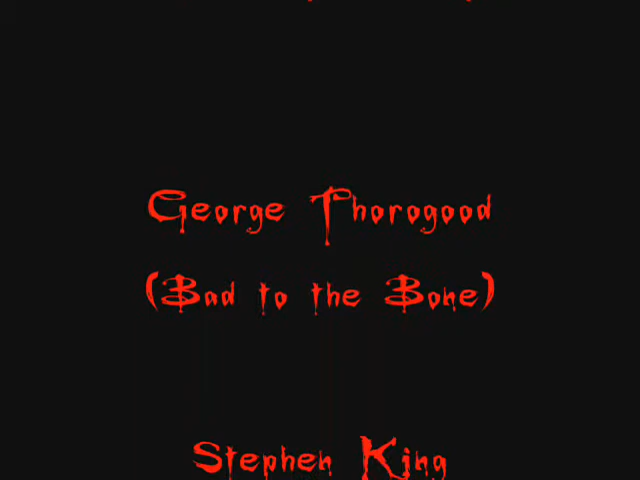 George Thorogood
(Bad to the Bone)
Stephen King